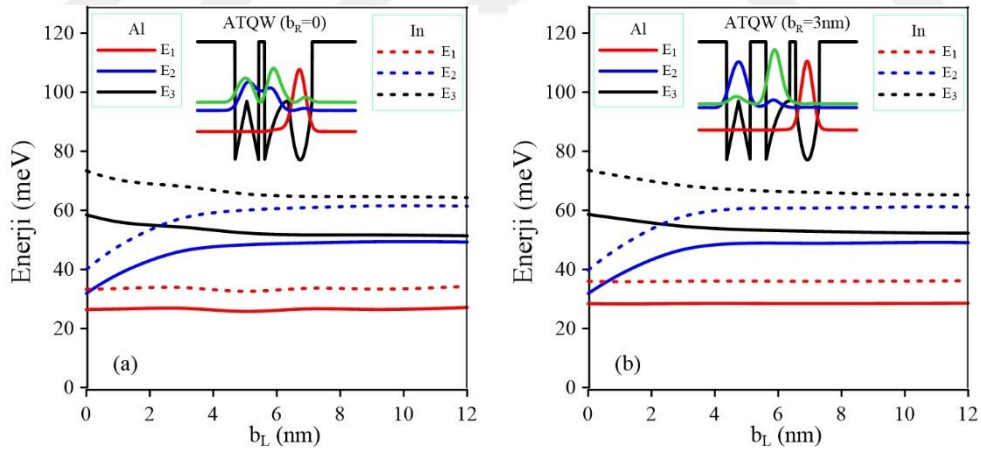 Al
E₁
E₂
E₃
ATQW (b_R=0)
In
E₁
E₂
E₃
Enerji (meV)
120
100
80
60
40
20
0
(a)
0 2 4 6 8 10 12
b_L (nm)
Al
E₁
E₂
E₃
ATQW (b_R=3nm)
In
E₁
E₂
E₃
Enerji (meV)
120
100
80
60
40
20
0
(b)
0 2 4 6 8 10 12
b_L (nm)